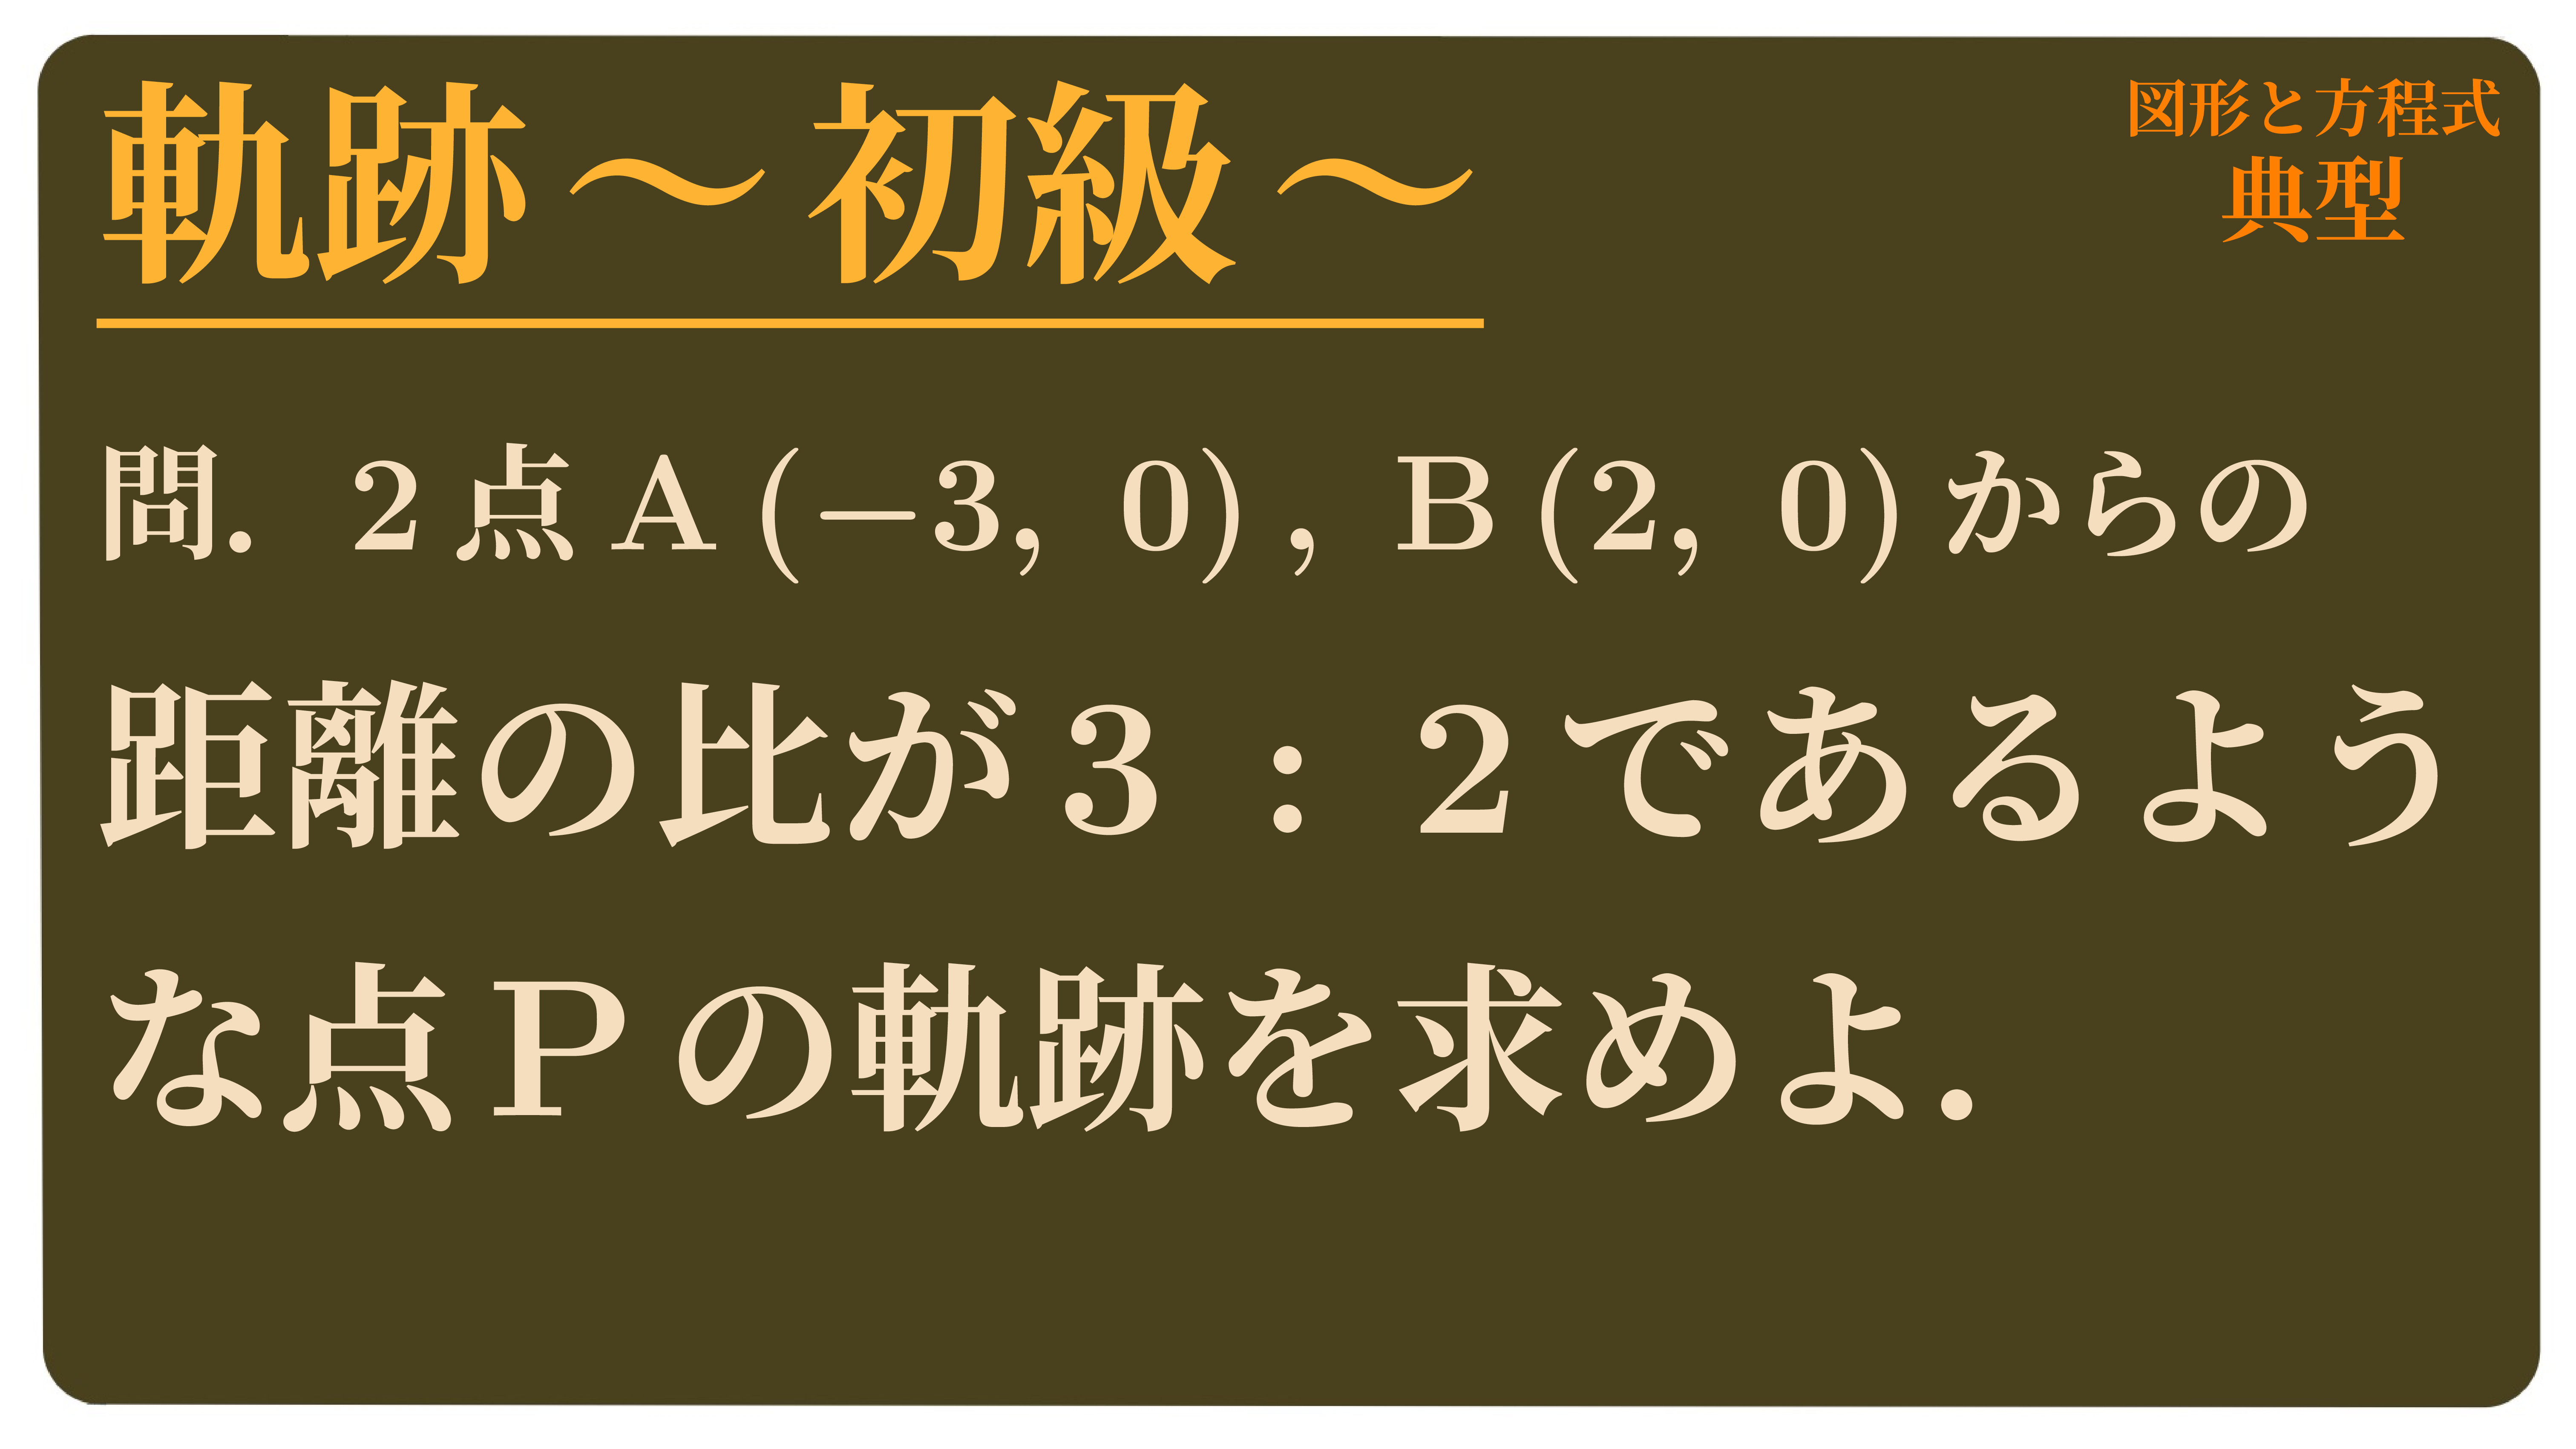 軌跡～初級～
図形と方程式
典型
問. 2点A(−3, 0), B(2, 0)からの
距離の比が3 : 2であるよう
な点Pの軌跡を求めよ.